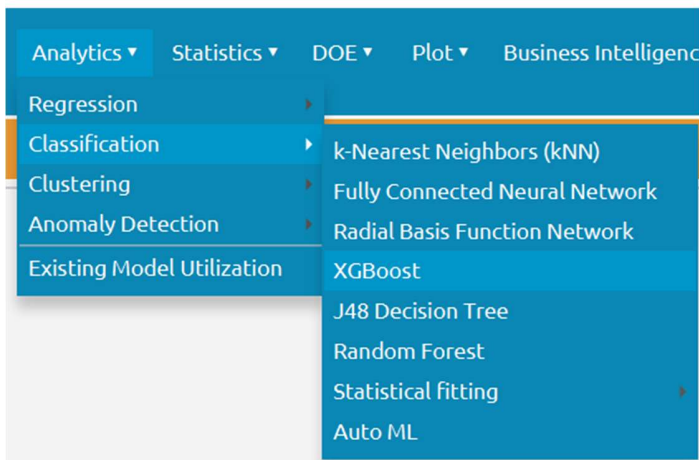 Analytics ▾ Statistics ▾ DOE ▾ Plot ▾ Business Intelligenc
Regression
Classification
Clustering
Anomaly Detection
Existing Model Utilization
k-Nearest Neighbors (kNN)
Fully Connected Neural Network
Radial Basis Function Network
XGBoost
J48 Decision Tree
Random Forest
Statistical fitting
Auto ML